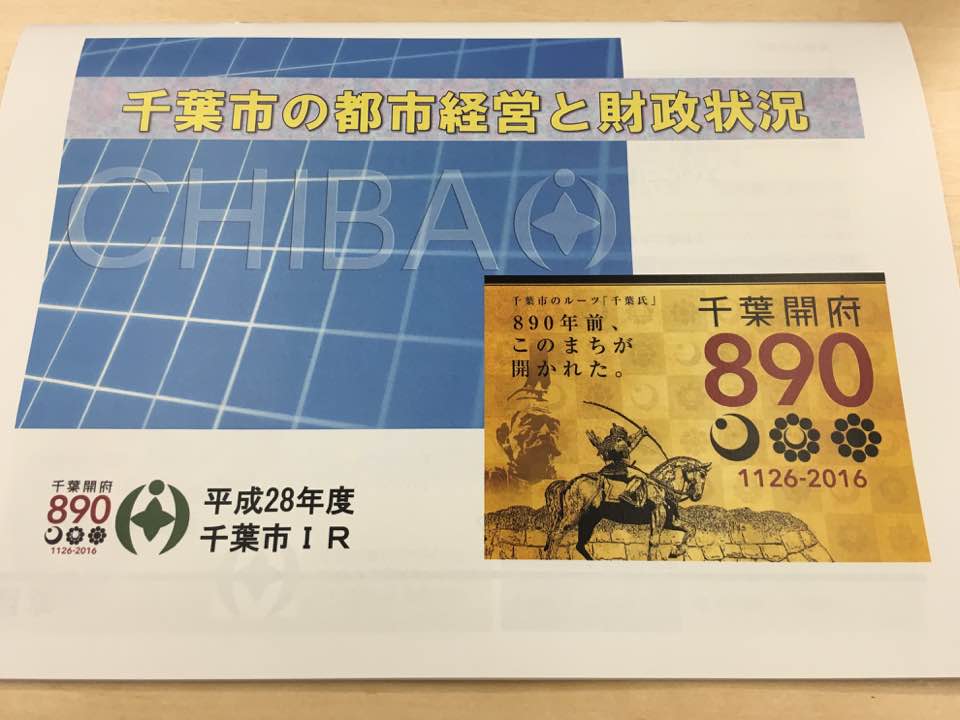 千葉市の都市経営と財政状況
CHIBA
千葉市のルーツ「千葉氏」
890年前、
このまちが
開かれた。
千葉開府
890
1126-2016
千葉開府
890
1126-2016
平成28年度
千葉市IR